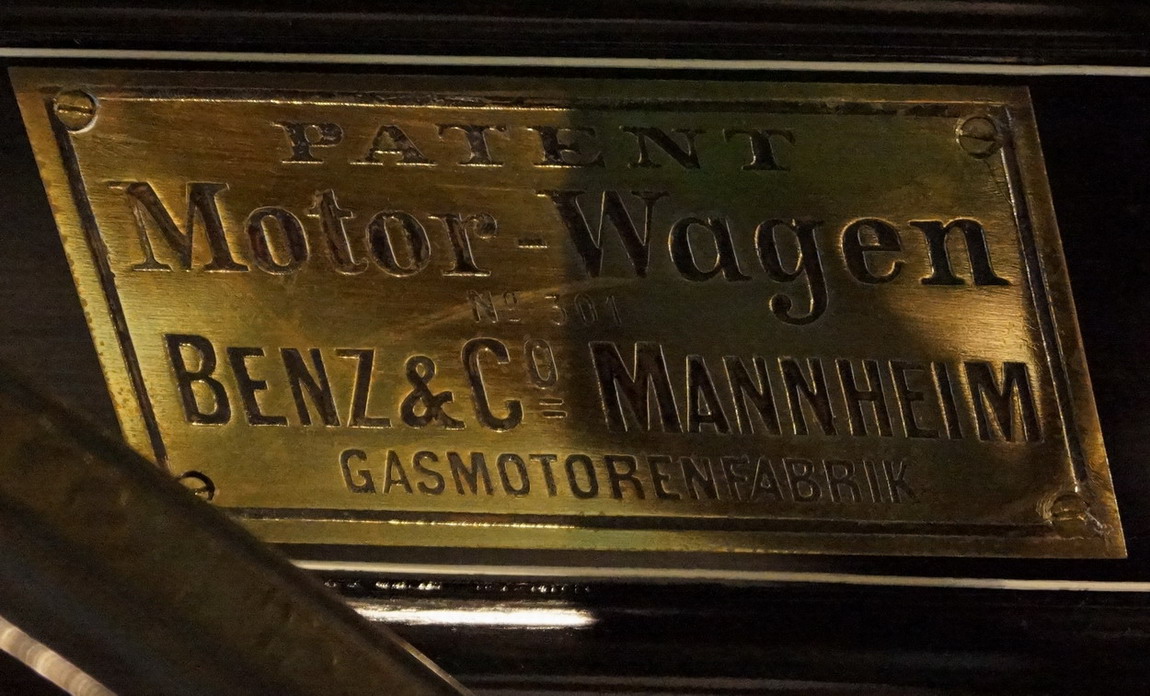 PATENT
Motor-Wagen
No 301
BENZ & Co MANNHEIM
GASMOTORENFABRIK